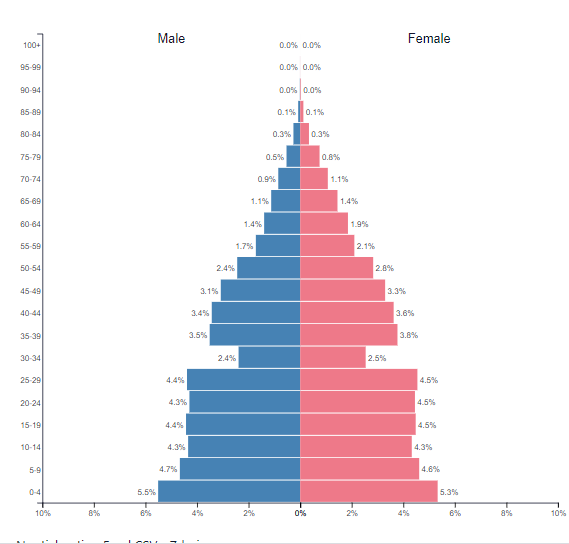 Male Female
100+ 0.0% 0.0%
95-99 0.0% 0.0%
90-94 0.0% 0.0%
85-89 0.1% 0.1%
80-84 0.3% 0.3%
75-79 0.5% 0.8%
70-74 0.9% 1.1%
65-69 1.1% 1.4%
60-64 1.4% 1.9%
55-59 1.7% 2.1%
50-54 2.4% 2.8%
45-49 3.1% 3.3%
40-44 3.4% 3.6%
35-39 3.5% 3.8%
30-34 2.4% 2.5%
25-29 4.4% 4.5%
20-24 4.3% 4.5%
15-19 4.4% 4.5%
10-14 4.3% 4.3%
5-9 4.7% 4.6%
0-4 5.5% 5.3%
10% 8% 6% 4% 2% 0% 2% 4% 6% 8% 10%